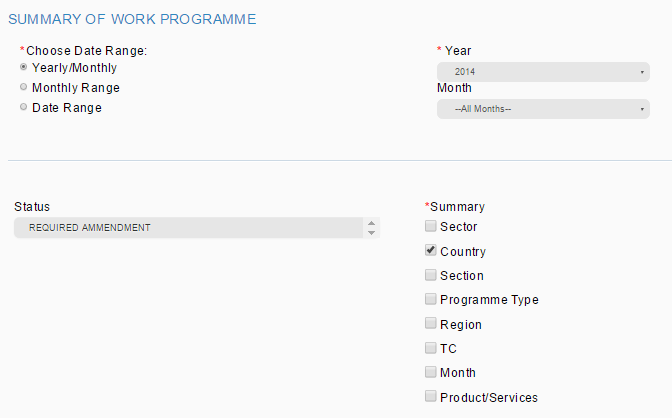 SUMMARY OF WORK PROGRAMME
*Choose Date Range:
Yearly/Monthly
Monthly Range
Date Range
* Year
2014
Month
--All Months--
Status
REQUIRED AMMENDMENT
*Summary
Sector
Country
Section
Programme Type
Region
TC
Month
Product/Services